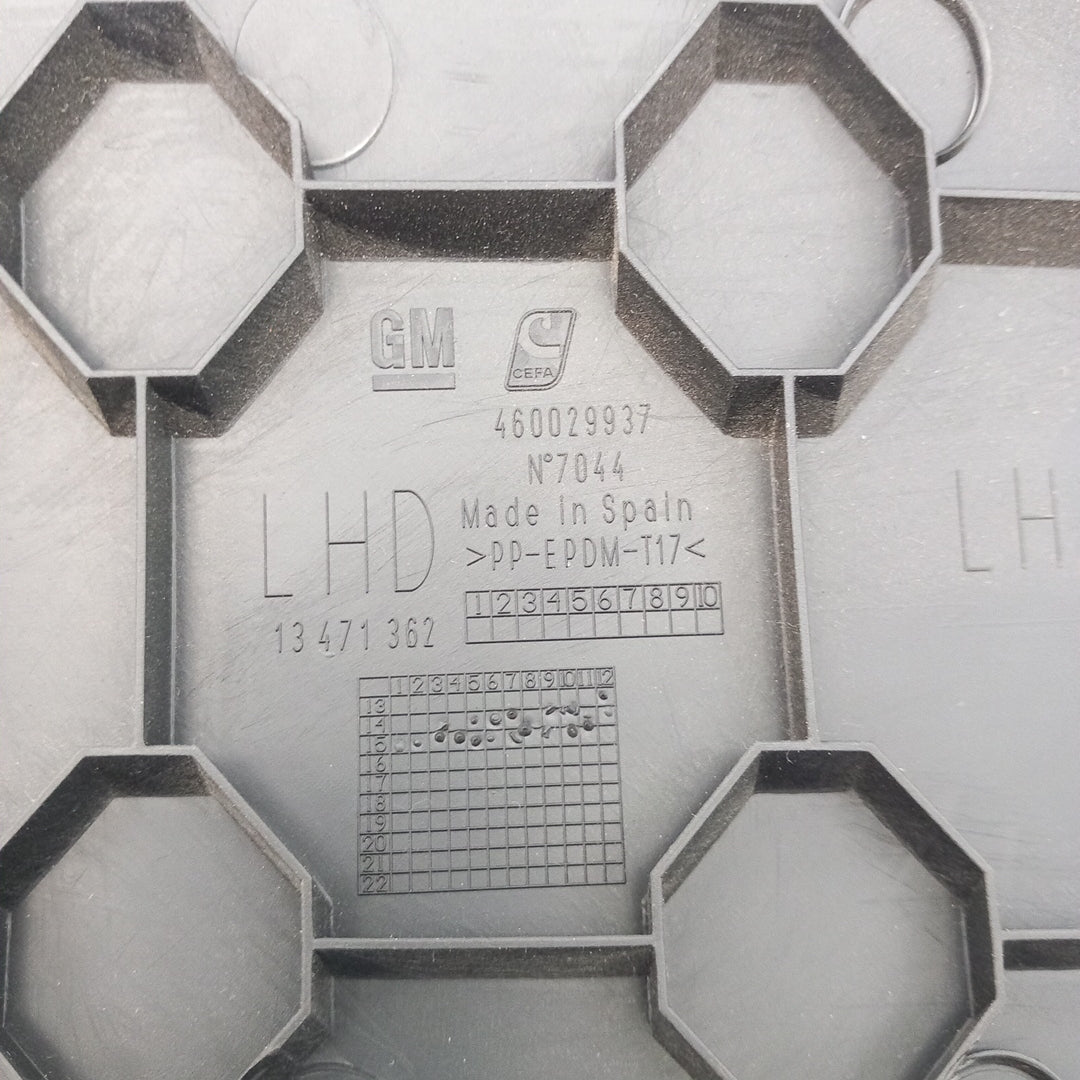 GM
CEFA
460029937
N°7044
LHD
Made in Spain
>PP-EPDM-T17<
13 471 362
1 2 3 4 5 6 7 8 9 10
1 2 3 4 5 6 7 8 9 10 11 12
13
14
15
16
17
18
19
20
21
22
LH